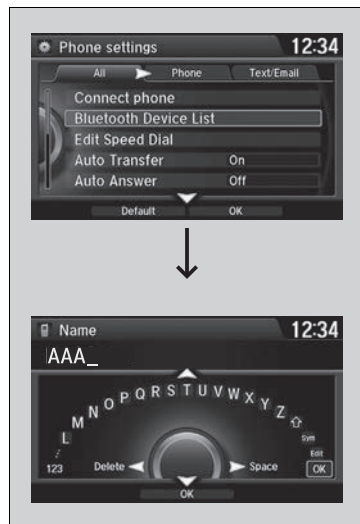 Phone settings 12:34
All Phone Text/Email
Connect phone
Bluetooth Device List
Edit Speed Dial
Auto Transfer On
Auto Answer Off
Default OK
Name 12:34
AAA_
L M N O P Q R S T U V W X Y Z
Sym
Edit
123 Delete Space OK
OK